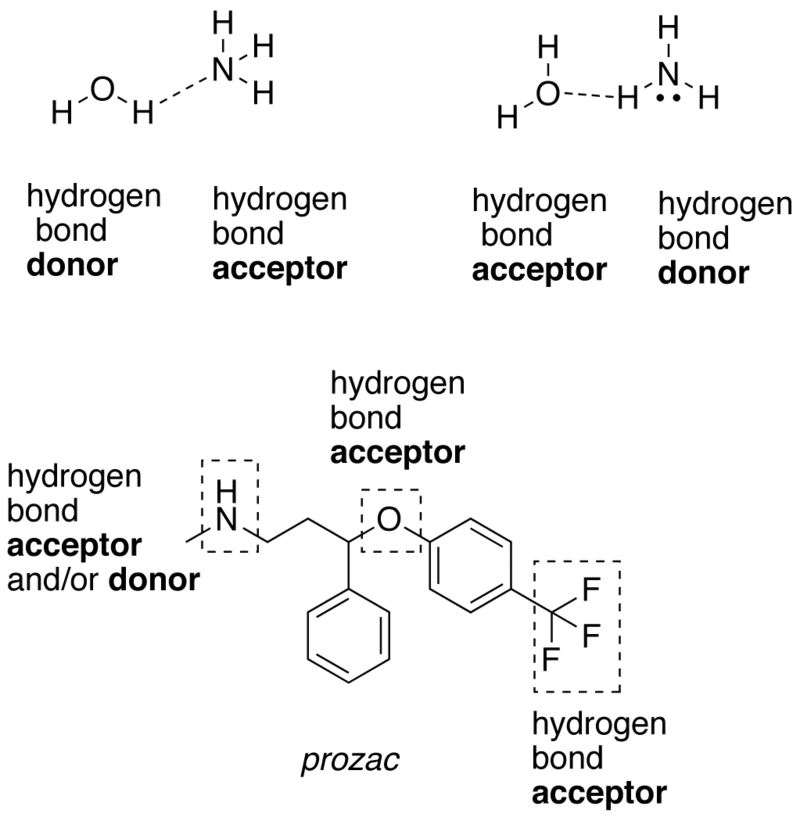 H
H
N
H
O
H
H
H
H
N
O
H
H
H
hydrogen
bond
donor
hydrogen
bond
acceptor
hydrogen
bond
acceptor
hydrogen
bond
donor
hydrogen
bond
acceptor
hydrogen
bond
acceptor
and/or donor
H
N
O
F
F
F
prozac
hydrogen
bond
acceptor